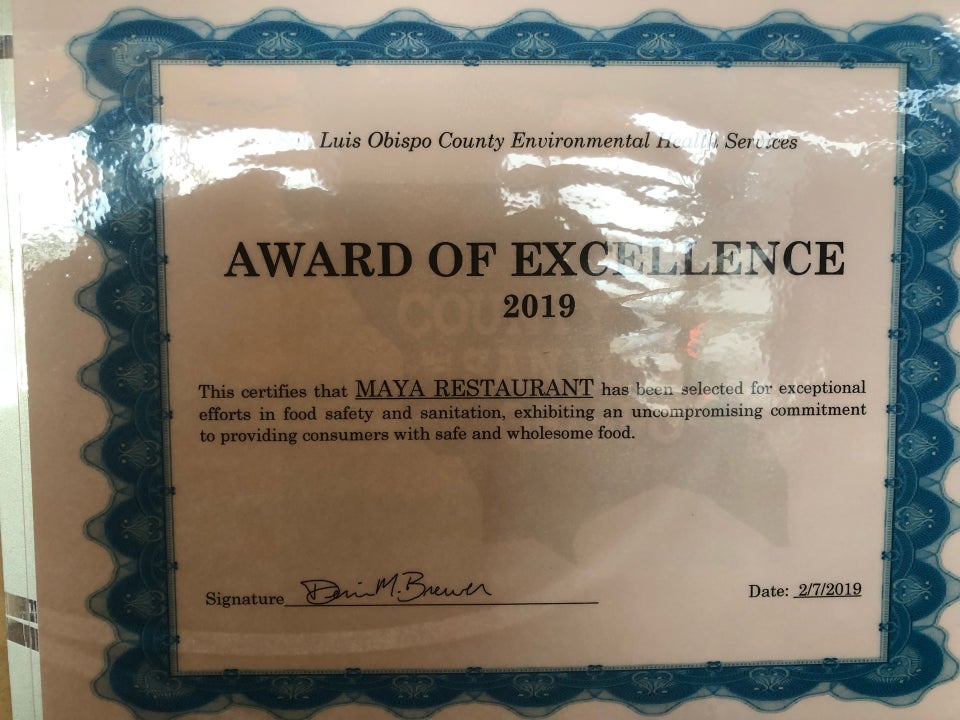 Luis Obispo County Environmental Health Services
AWARD OF EXCELLENCE
2019
This certifies that MAYA RESTAURANT has been selected for exceptional
efforts in food safety and sanitation, exhibiting an uncompromising commitment
to providing consumers with safe and wholesome food.
Signature
Date: 2/7/2019